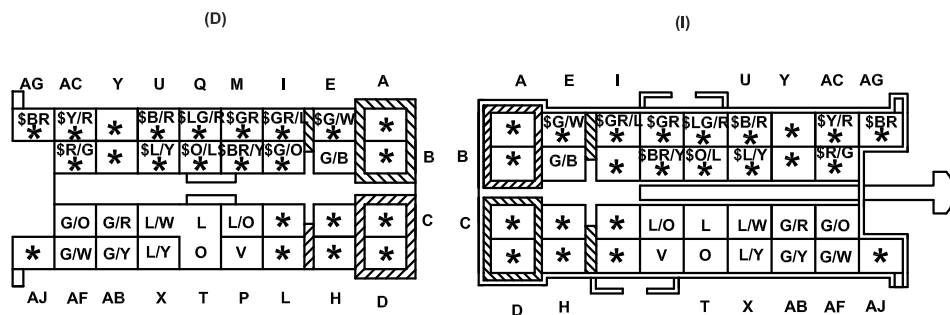 (D)
AG AC Y U Q M I E A
$BR * $Y/R * * $B/R * $LG/R * $GR * $GR/L * $G/W * *
$R/G * * $L/Y * $O/L * $BR/Y * $G/O * G/B * B
G/O G/R L/W L L/O * * * C
* G/W G/Y L/Y O V * * *
AJ AF AB X T P L H D
(I)
A E I U Y AC AG
* $G/W * $GR/L * $GR * $LG/R * $B/R * * $Y/R * $BR *
B * G/B * $BR/Y * $O/L * $L/Y * * $R/G *
C * * * L/O L L/W G/R G/O
* * * V O L/Y G/Y G/W *
D H T X AB AF AJ